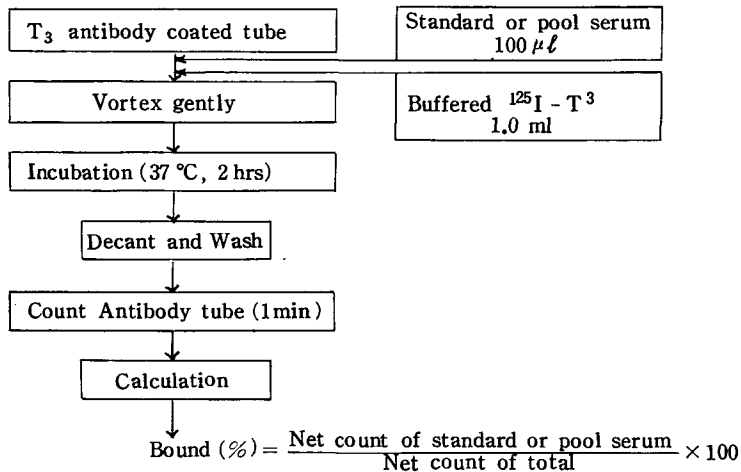 T₃ antibody coated tube
Standard or pool serum
100 μℓ
Buffered ¹²⁵I - T³
1.0 ml
Vortex gently
Incubation (37 °C, 2 hrs)
Decant and Wash
Count Antibody tube (1min)
Calculation
Bound (%) = Net count of standard or pool serum / Net count of total × 100